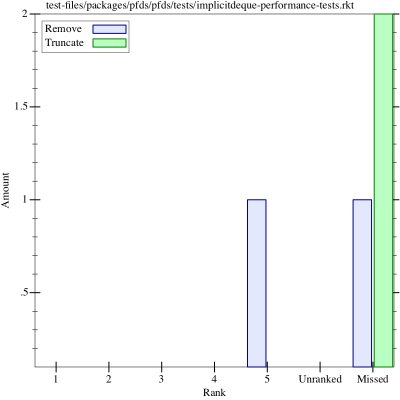 test-files/packages/pfds/pfds/tests/implicitdeque-performance-tests.rkt
2
Remove
Truncate
1.5
Amount
1
.5
1 2 3 4 5 Unranked Missed
Rank